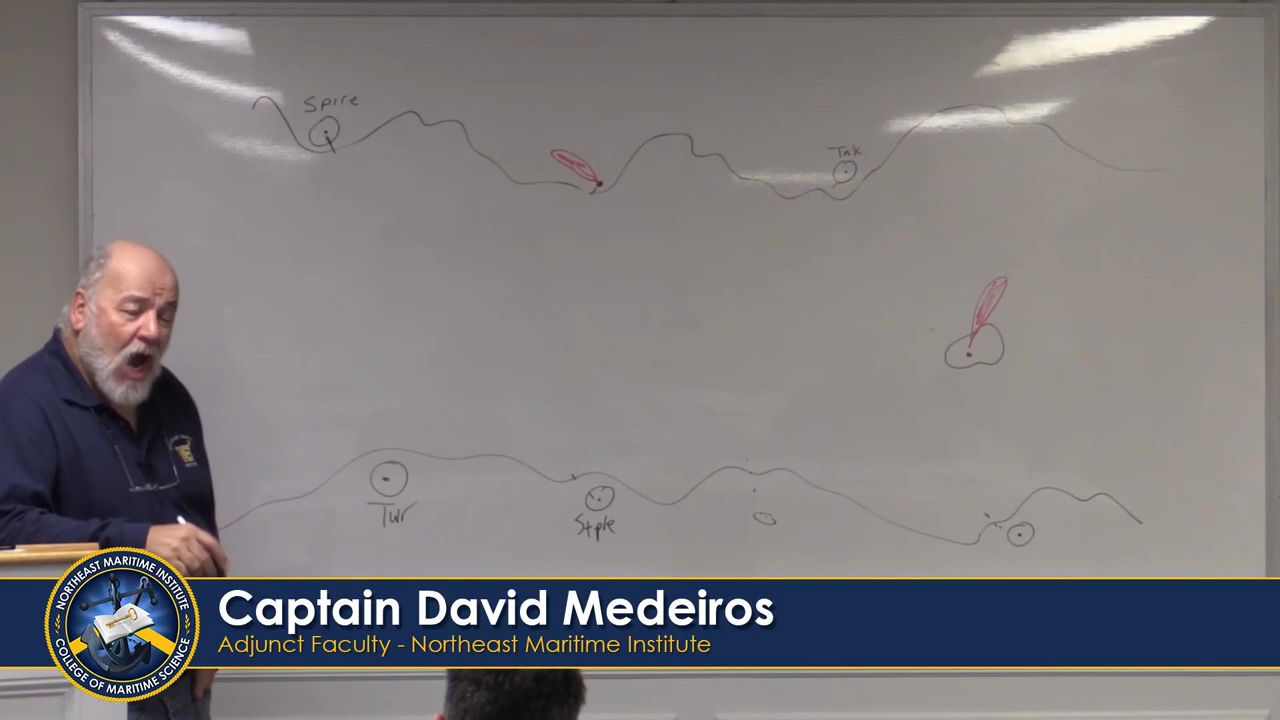 Spire
Tnk
Twr
Stple
NORTHEAST MARITIME INSTITUTE
COLLEGE OF MARITIME SCIENCE
Captain David Medeiros
Adjunct Faculty - Northeast Maritime Institute